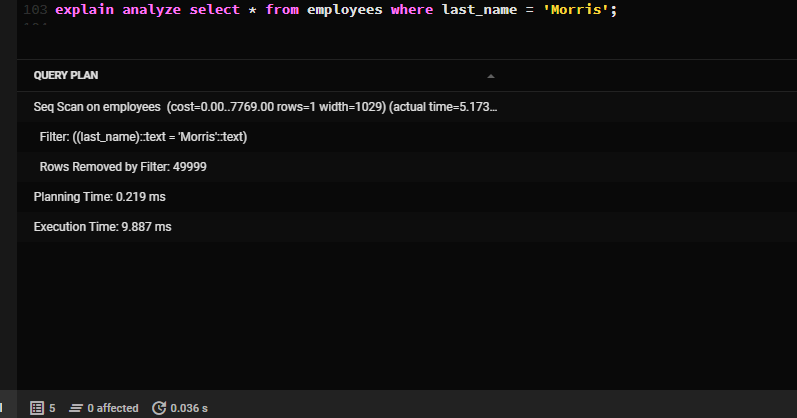 103 explain analyze select * from employees where last_name = 'Morris';
QUERY PLAN
Seq Scan on employees (cost=0.00..7769.00 rows=1 width=1029) (actual time=5.173...
Filter: ((last_name)::text = 'Morris'::text)
Rows Removed by Filter: 49999
Planning Time: 0.219 ms
Execution Time: 9.887 ms
5 0 affected 0.036 s